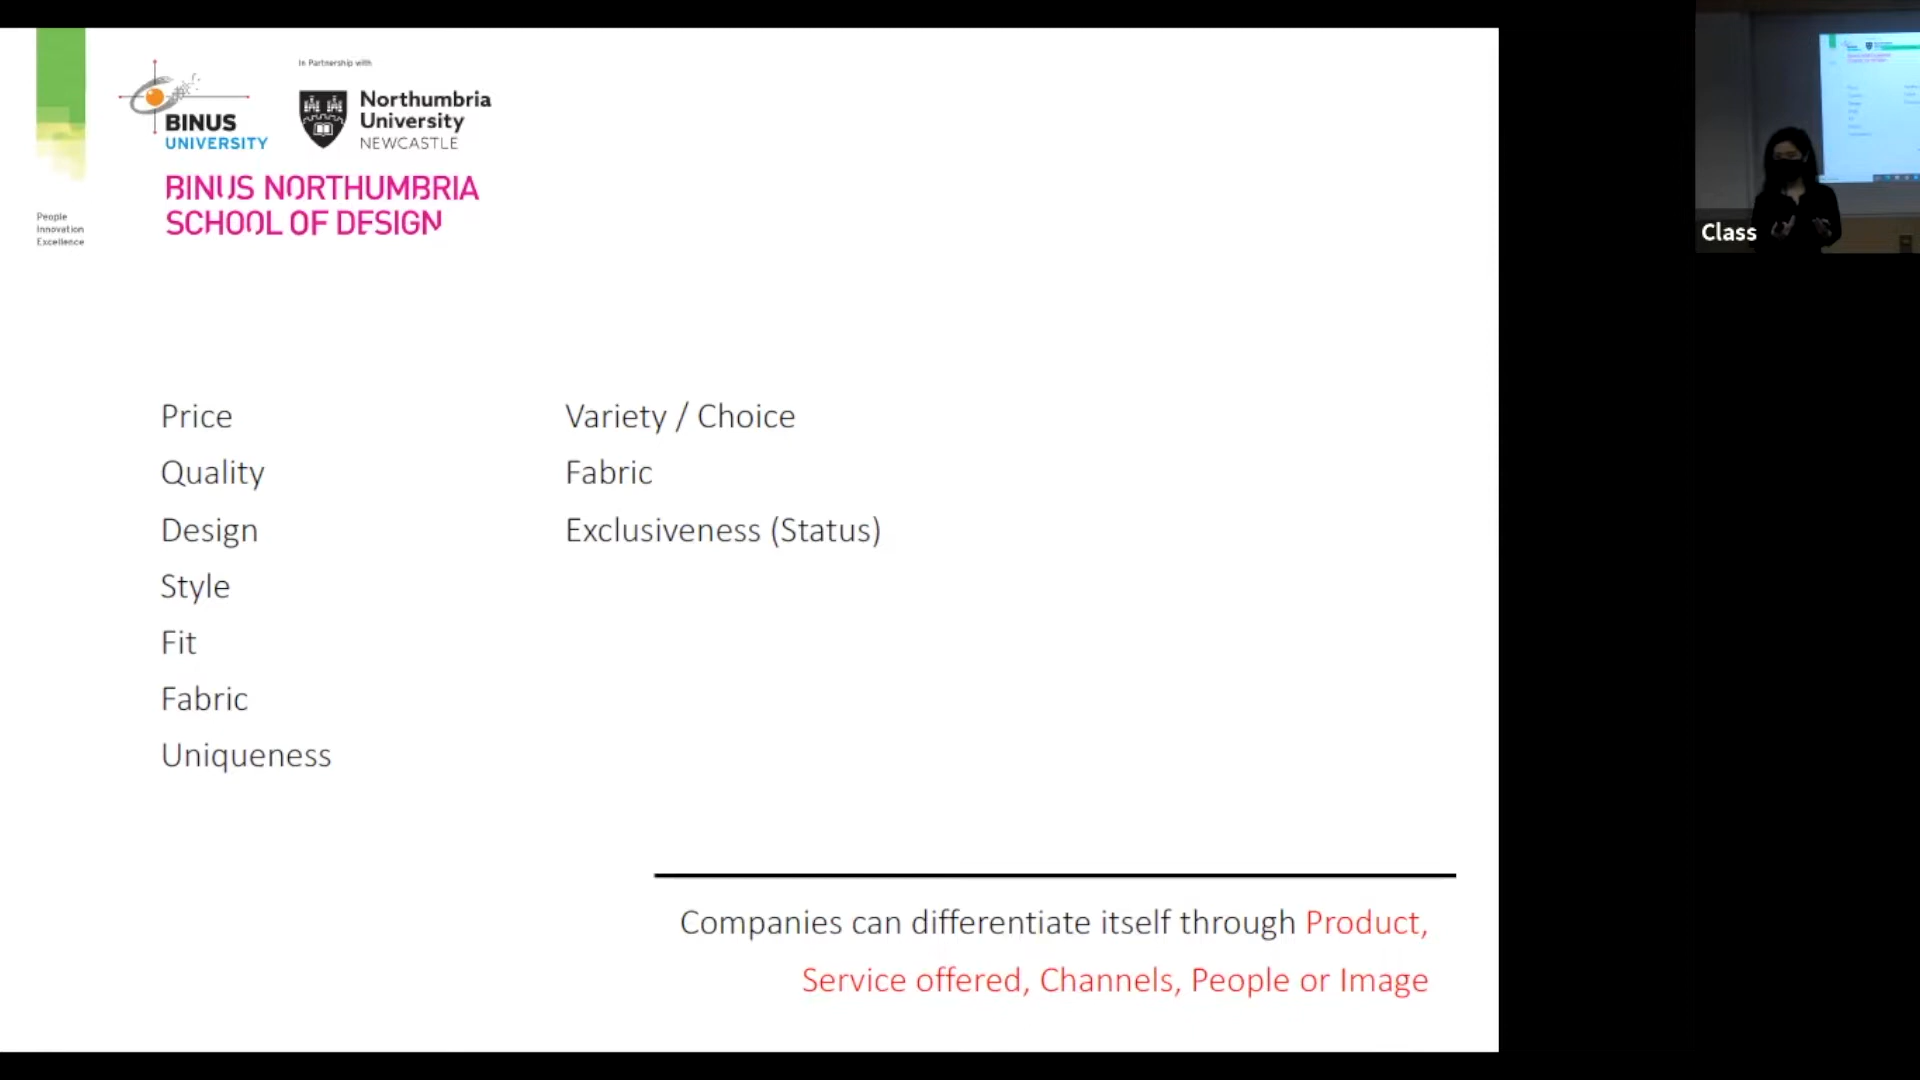 In Partnership with
BINUS
UNIVERSITY
Northumbria
University
NEWCASTLE
BINUS NORTHUMBRIA
SCHOOL OF DESIGN
People
Innovation
Excellence
Price
Quality
Design
Style
Fit
Fabric
Uniqueness
Variety / Choice
Fabric
Exclusiveness (Status)
Companies can differentiate itself through Product,
Service offered, Channels, People or Image
Class